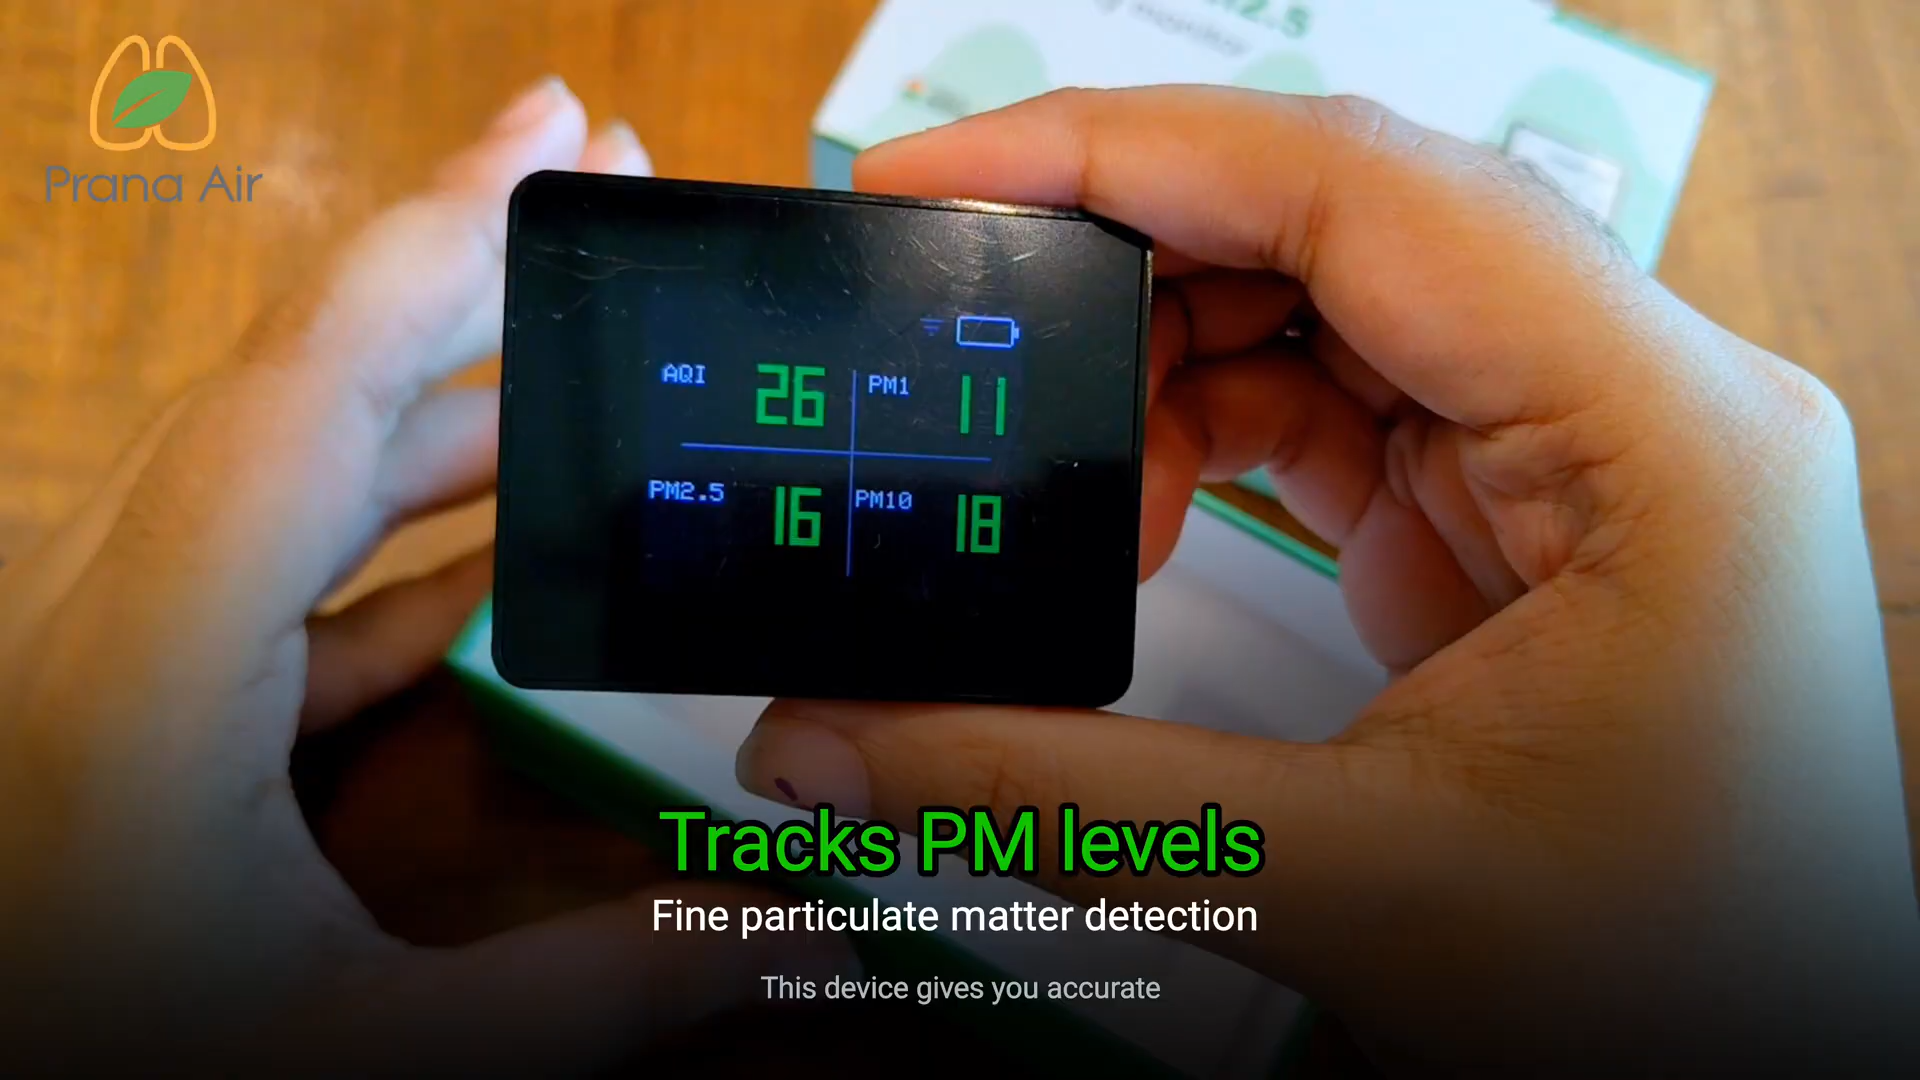 Prana Air
AQI 26
PM1 11
PM2.5 16
PM10 18
Tracks PM levels
Fine particulate matter detection
This device gives you accurate